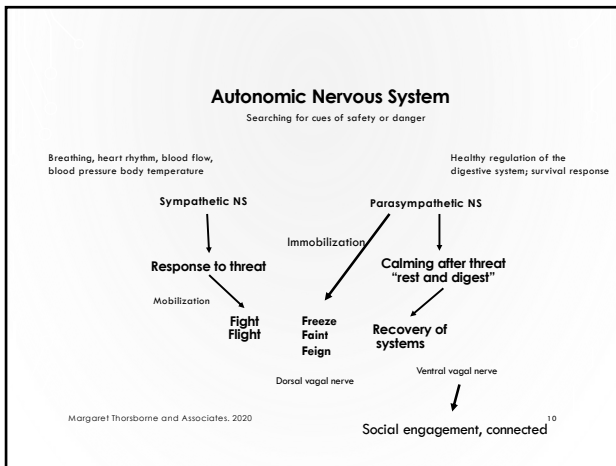 Autonomic Nervous System
Searching for cues of safety or danger
Breathing, heart rhythm, blood flow,
blood pressure body temperature
Healthy regulation of the
digestive system; survival response
Sympathetic NS
Parasympathetic NS
Immobilization
Response to threat
Calming after threat
“rest and digest”
Mobilization
Fight
Flight
Freeze
Faint
Feign
Recovery of
systems
Dorsal vagal nerve
Ventral vagal nerve
Margaret Thorsborne and Associates. 2020
10
Social engagement, connected